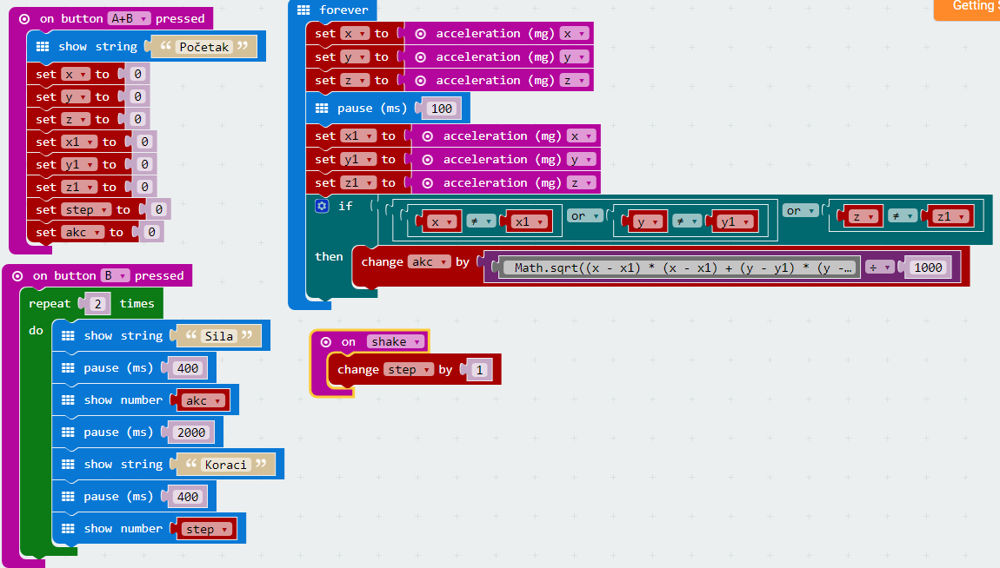 Getting S
on button A+B pressed
show string “ Početak ”
set x to 0
set y to 0
set z to 0
set x1 to 0
set y1 to 0
set z1 to 0
set step to 0
set akc to 0
on button B pressed
repeat 2 times
do
show string “ Sila ”
pause (ms) 400
show number akc
pause (ms) 2000
show string “ Koraci ”
pause (ms) 400
show number step
forever
set x to acceleration (mg) x
set y to acceleration (mg) y
set z to acceleration (mg) z
pause (ms) 100
set x1 to acceleration (mg) x
set y1 to acceleration (mg) y
set z1 to acceleration (mg) z
if x ≠ x1 or y ≠ y1 or z ≠ z1
then change akc by Math.sqrt((x - x1) * (x - x1) + (y - y1) * (y -… ÷ 1000
on shake
change step by 1